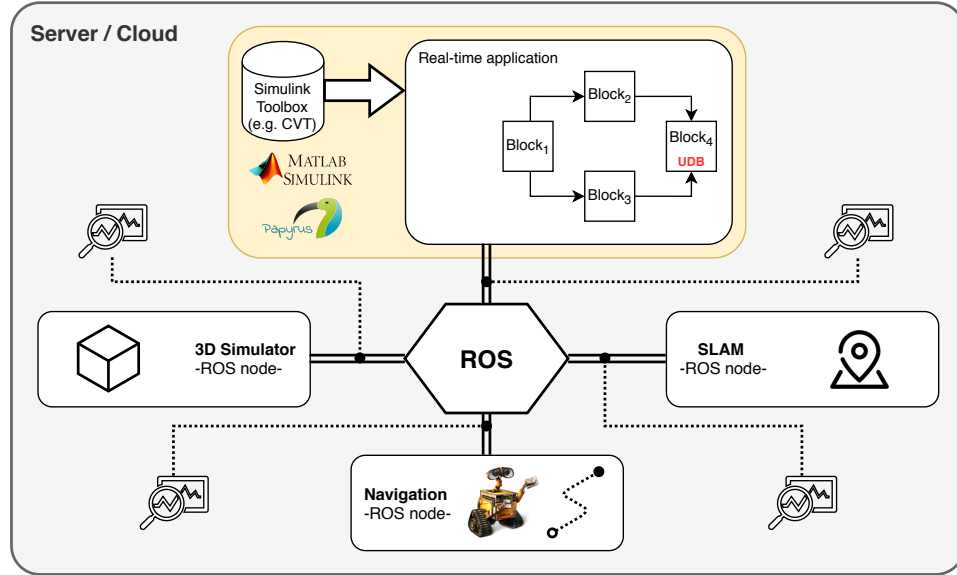 Server / Cloud
Simulink
Toolbox
(e.g. CVT)
MATLAB
SIMULINK
Papyrus
Real-time application
Block1
Block2
Block3
Block4
UDB
3D Simulator
-ROS node-
ROS
SLAM
-ROS node-
Navigation
-ROS node-